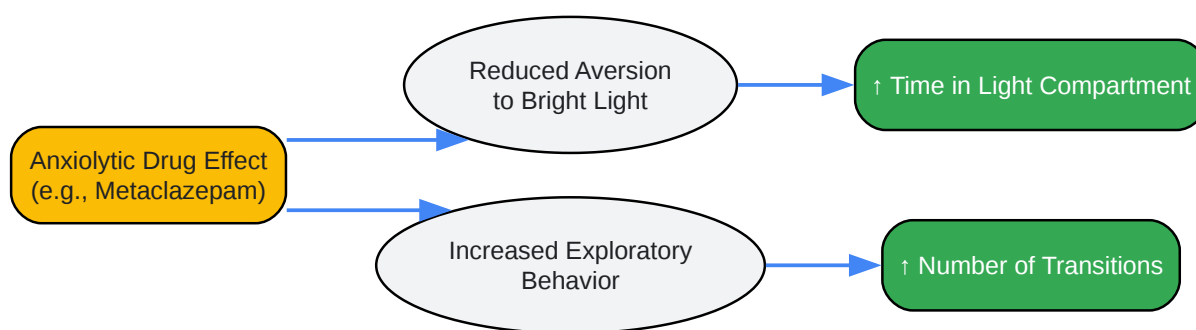 Reduced Aversion
to Bright Light
↑ Time in Light Compartment
Anxiolytic Drug Effect
(e.g., Metaclazepam)
Increased Exploratory
Behavior
↑ Number of Transitions